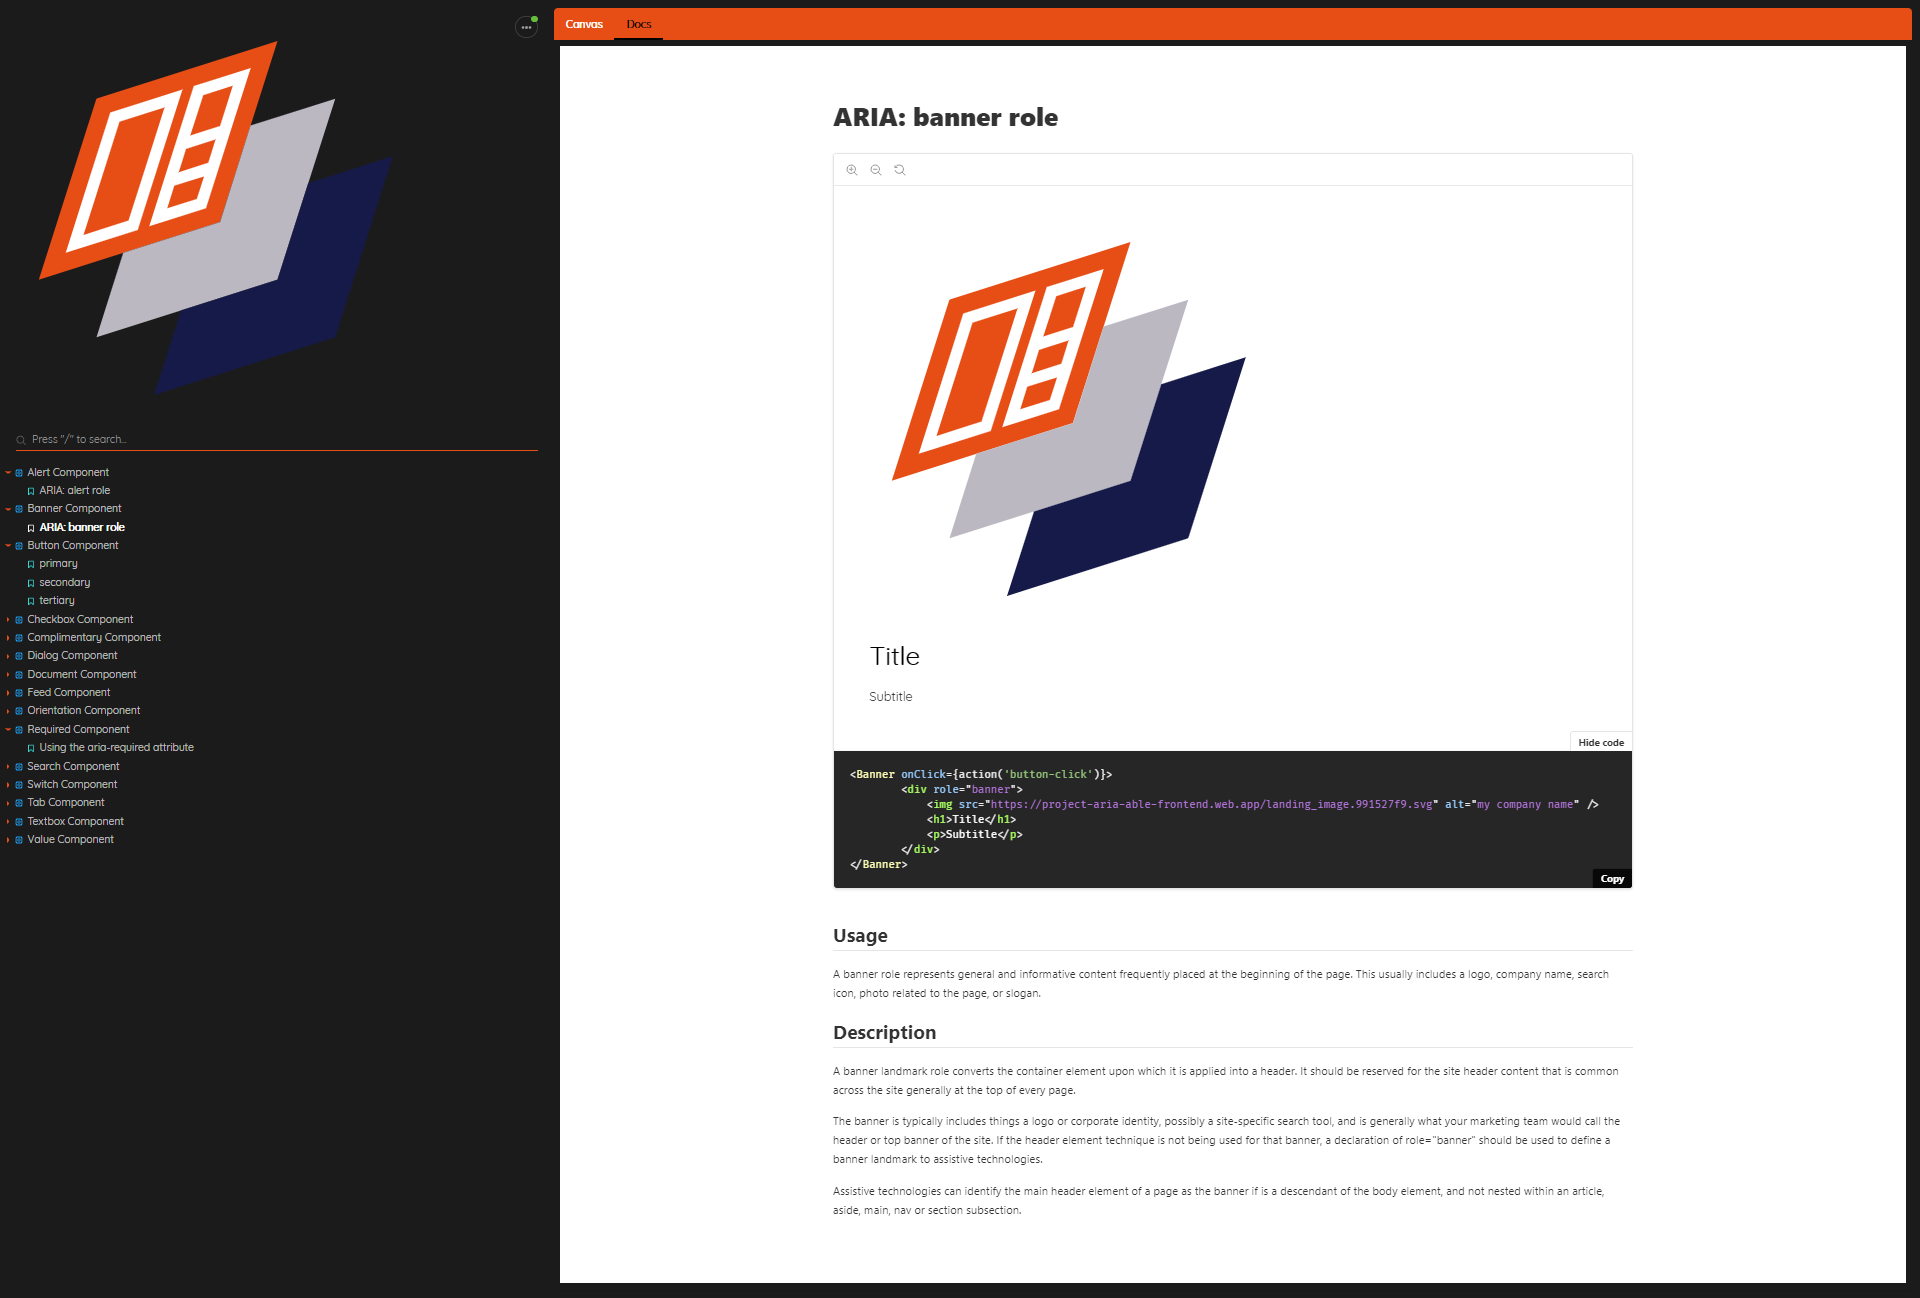 Press "/" to search...
Alert Component
ARIA: alert role
Banner Component
ARIA: banner role
Button Component
primary
secondary
tertiary
Checkbox Component
Complimentary Component
Dialog Component
Document Component
Feed Component
Orientation Component
Required Component
Using the aria-required attribute
Search Component
Switch Component
Tab Component
Textbox Component
Value Component
Canvas
Docs
ARIA: banner role
Title
Subtitle
Hide code
<Banner onClick={action('button-click')}>
<div role="banner">
<img src="https://project-aria-able-frontend.web.app/landing_image.991527f9.svg" alt="my company name" />
<h1>Title</h1>
<p>Subtitle</p>
</div>
</Banner>
Copy
Usage
A banner role represents general and informative content frequently placed at the beginning of the page. This usually includes a logo, company name, search
icon, photo related to the page, or slogan.
Description
A banner landmark role converts the container element upon which it is applied into a header. It should be reserved for the site header content that is common
across the site generally at the top of every page.
The banner is typically includes things a logo or corporate identity, possibly a site-specific search tool, and is generally what your marketing team would call the
header or top banner of the site. If the header element technique is not being used for that banner, a declaration of role="banner" should be used to define a
banner landmark to assistive technologies.
Assistive technologies can identify the main header element of a page as the banner if is a descendant of the body element, and not nested within an article,
aside, main, nav or section subsection.